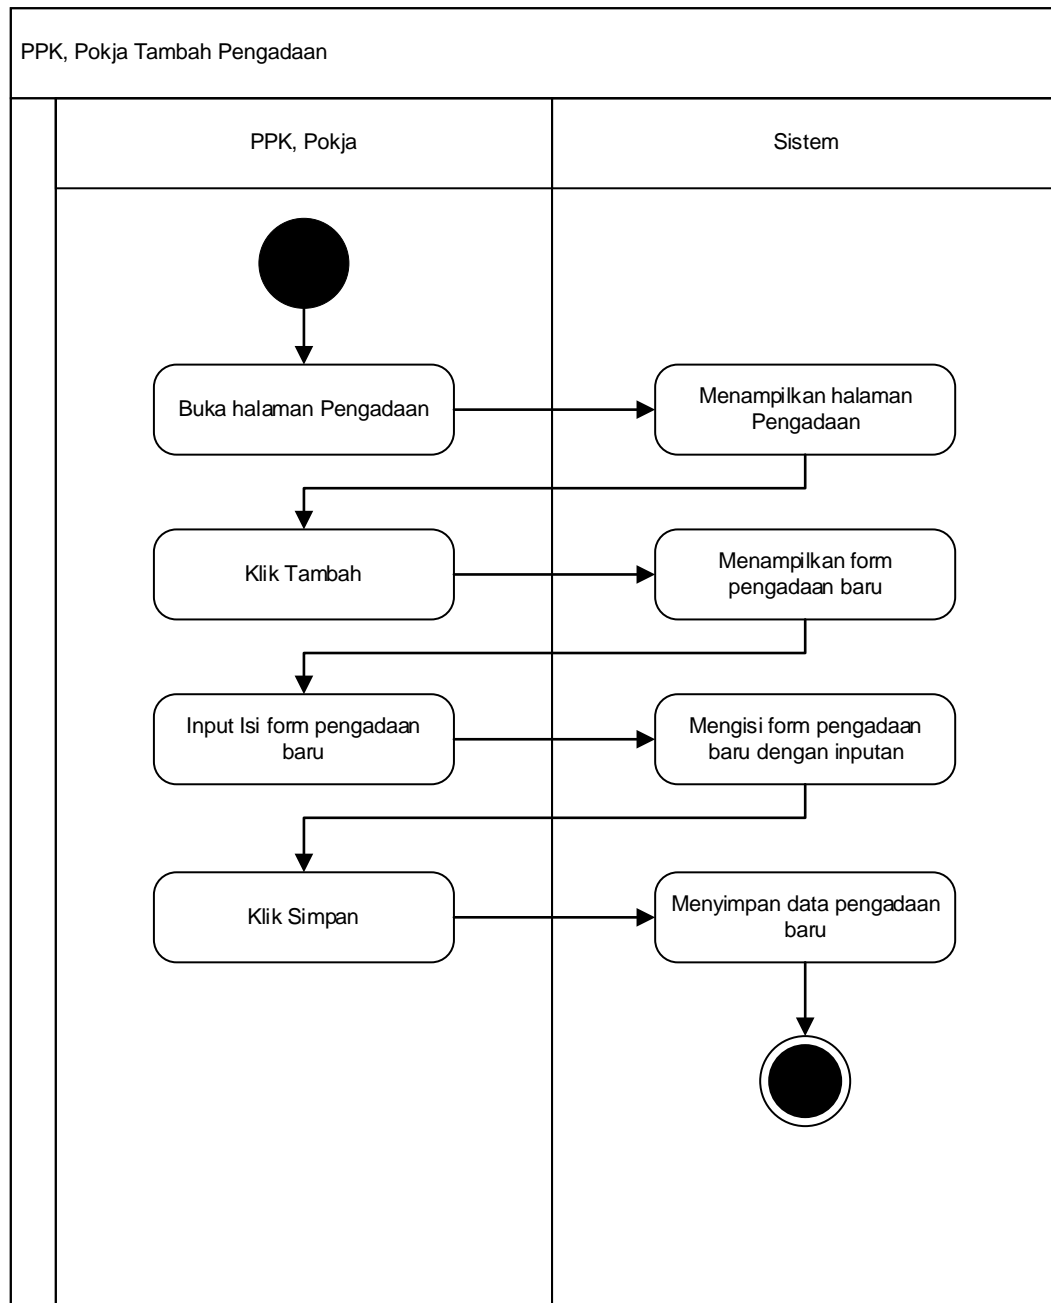 PPK, Pokja Tambah Pengadaan
PPK, Pokja
Sistem
Buka halaman Pengadaan
Menampilkan halaman
Pengadaan
Klik Tambah
Menampilkan form
pengadaan baru
Input Isi form pengadaan
baru
Mengisi form pengadaan
baru dengan inputan
Klik Simpan
Menyimpan data pengadaan
baru